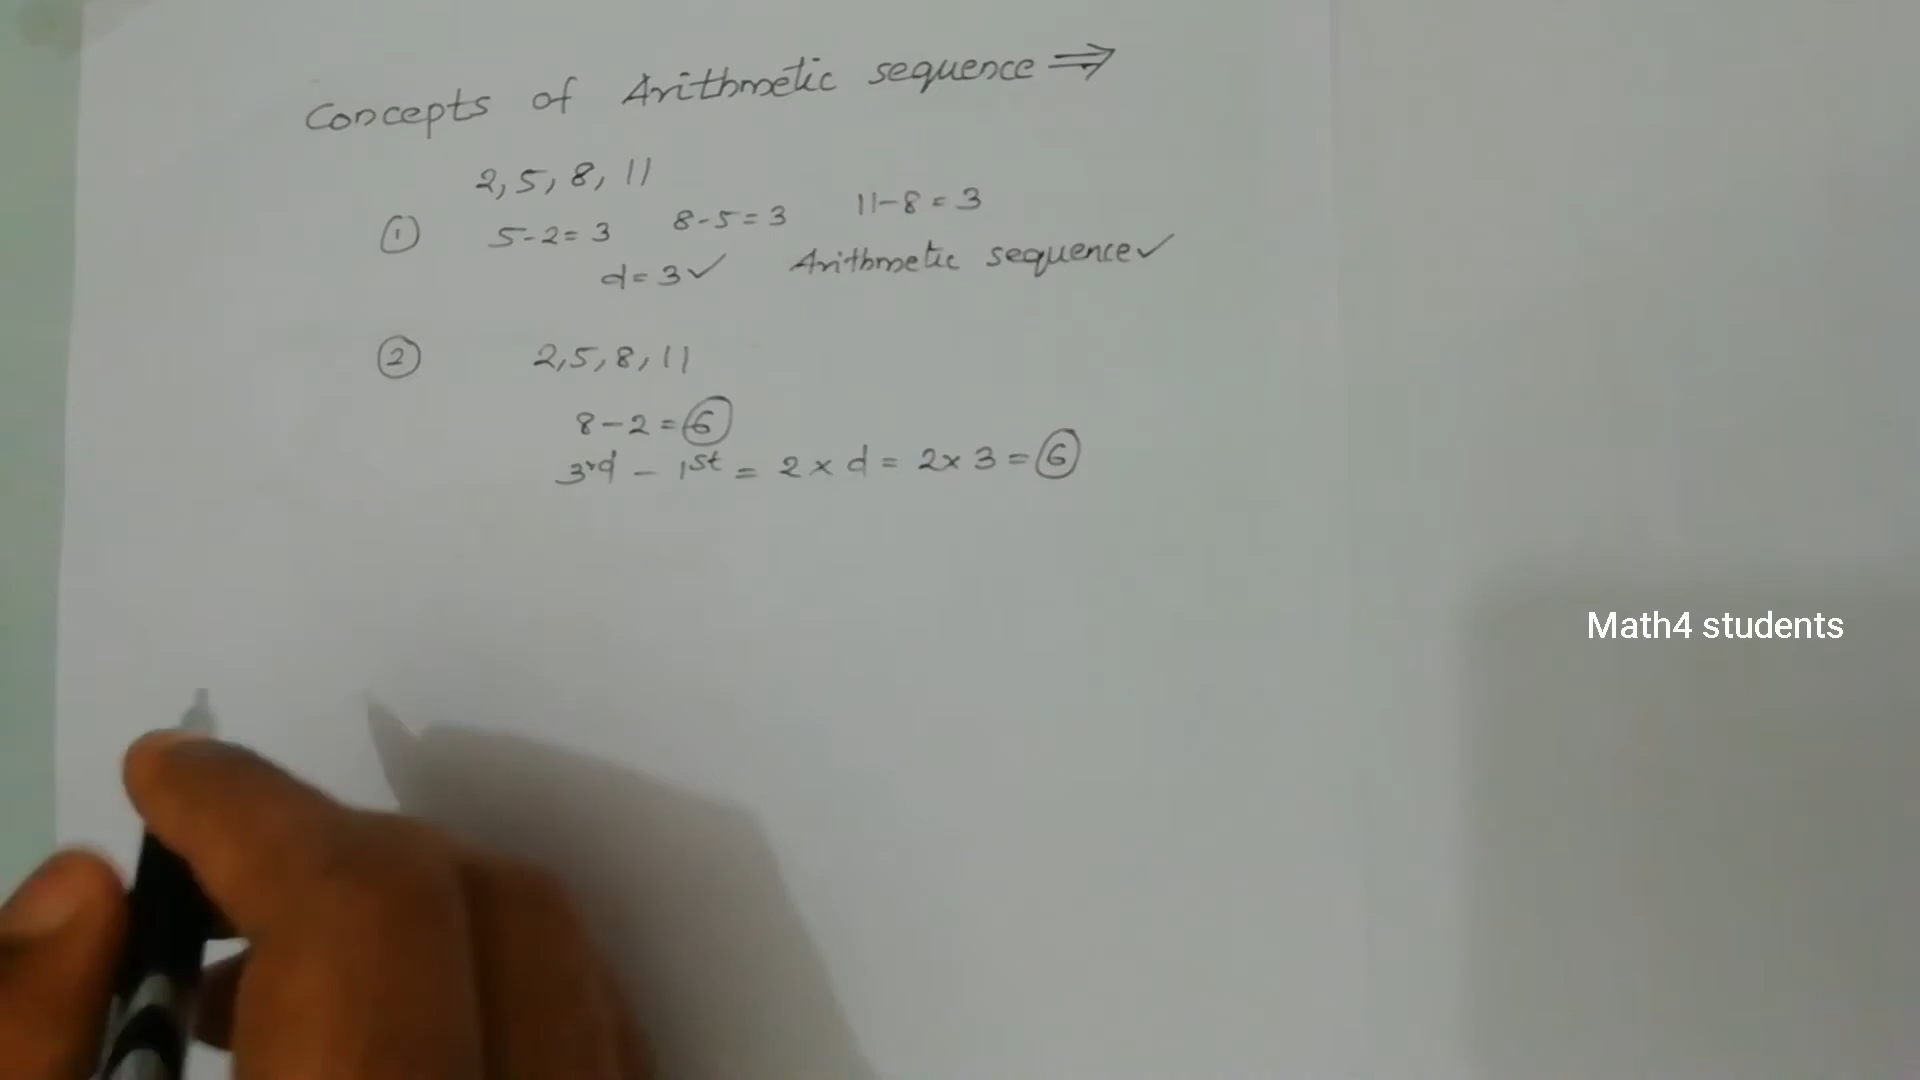 Concepts of Arithmetic sequence ⇒
2, 5, 8, 11
① 5-2=3 8-5=3 11-8=3
d=3✓ Arithmetic sequence✓
② 2,5,8,11
8-2=6
3rd - 1st = 2×d = 2×3 = 6
Math4 students